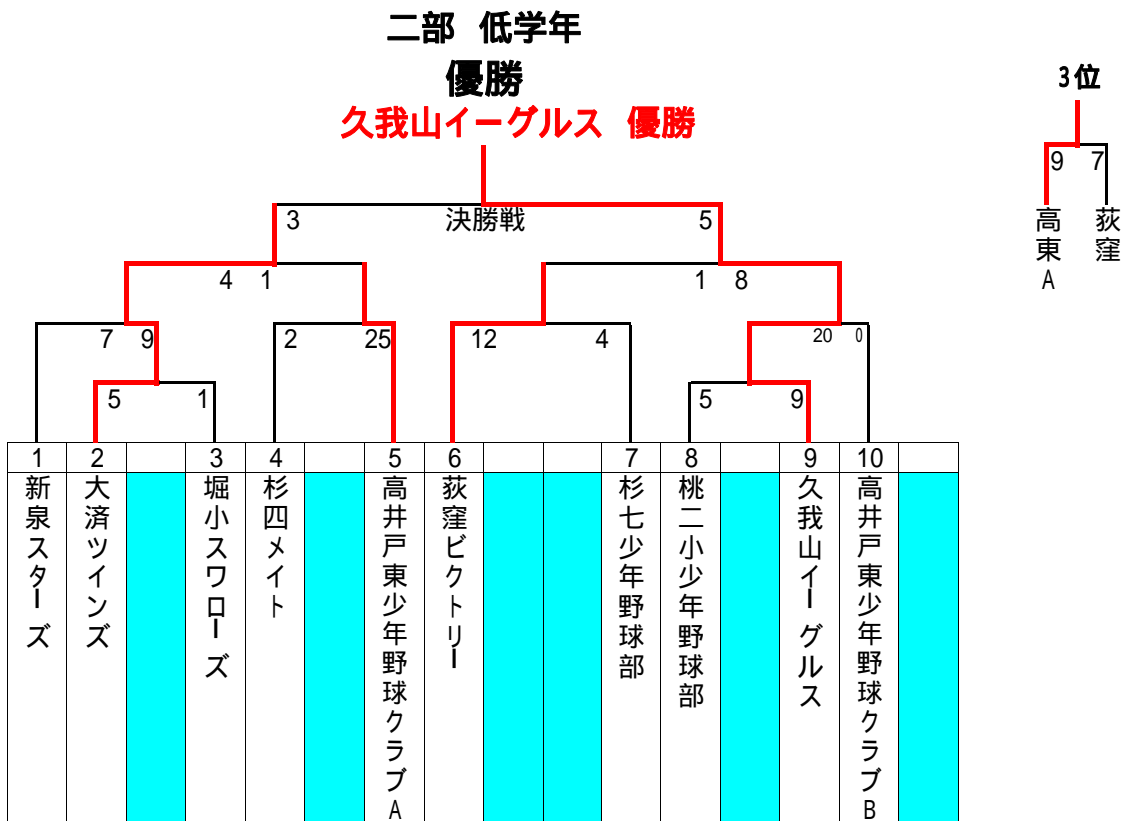 二部 低学年
優勝
久我山イーグルス 優勝
3位
9 7
高東A
荻窪
3 決勝戦 5
4 1 1 8
7 9 2 25 12 4 20 0
5 1 5 9
1 2 3 4 5 6 7 8 9 10
新泉スターズ
大済ツインズ
堀小スワローズ
杉四メイト
高井戸東少年野球クラブA
荻窪ビクトリー
杉七少年野球部
桃二小少年野球部
久我山イーグルス
高井戸東少年野球クラブB